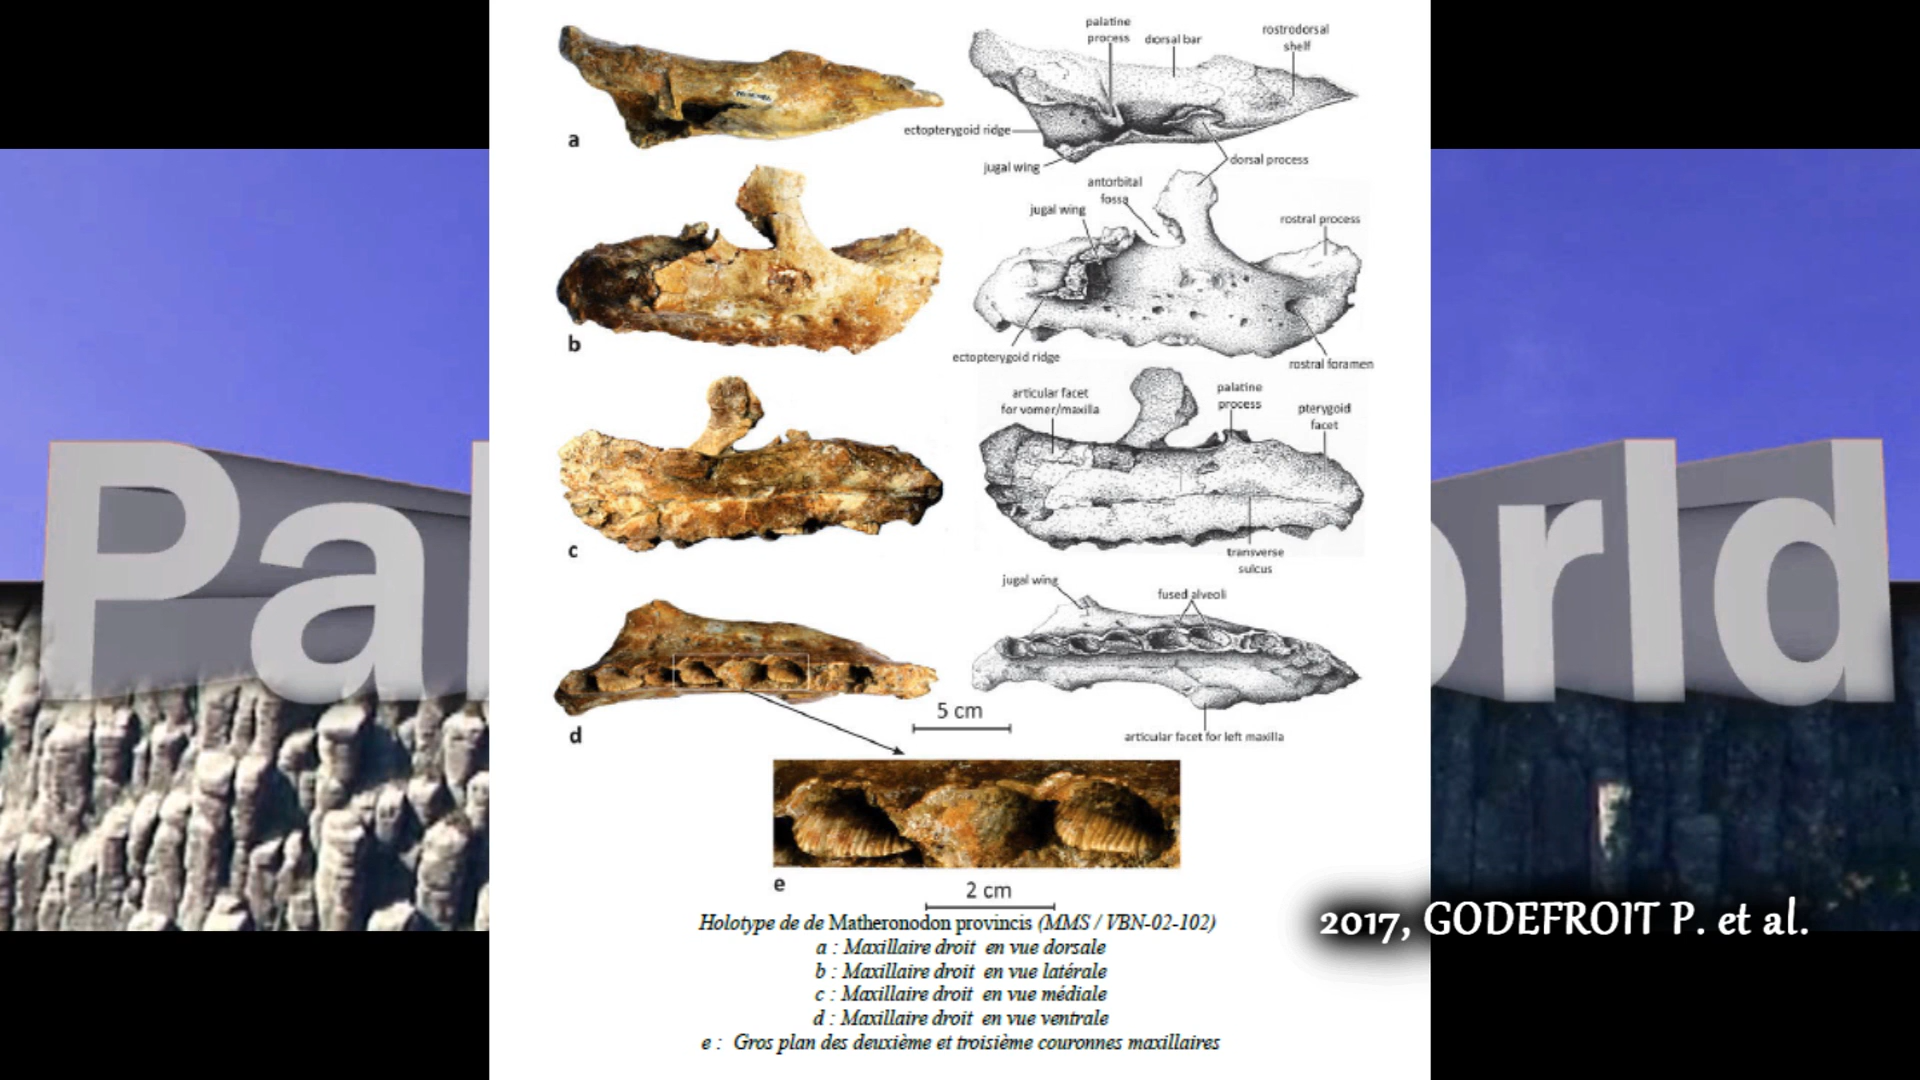 palatine
process
dorsal bar
rostrodorsal
shelf
ectopterygoid ridge
jugal wing
dorsal process
a
antorbital
fossa
jugal wing
rostral process
ectopterygoid ridge
rostral foramen
b
articular facet
for vomer/maxilla
palatine
process
pterygoid
facet
transverse
sulcus
c
jugal wing
fused alveoli
5 cm
articular facet for left maxilla
d
e
2 cm
Holotype de de Matheronodon provincis (MMS / VBN-02-102)
a : Maxillaire droit en vue dorsale
b : Maxillaire droit en vue latérale
c : Maxillaire droit en vue médiale
d : Maxillaire droit en vue ventrale
e : Gros plan des deuxième et troisième couronnes maxillaires
2017, GODEFROIT P. et al.
Pal
orld